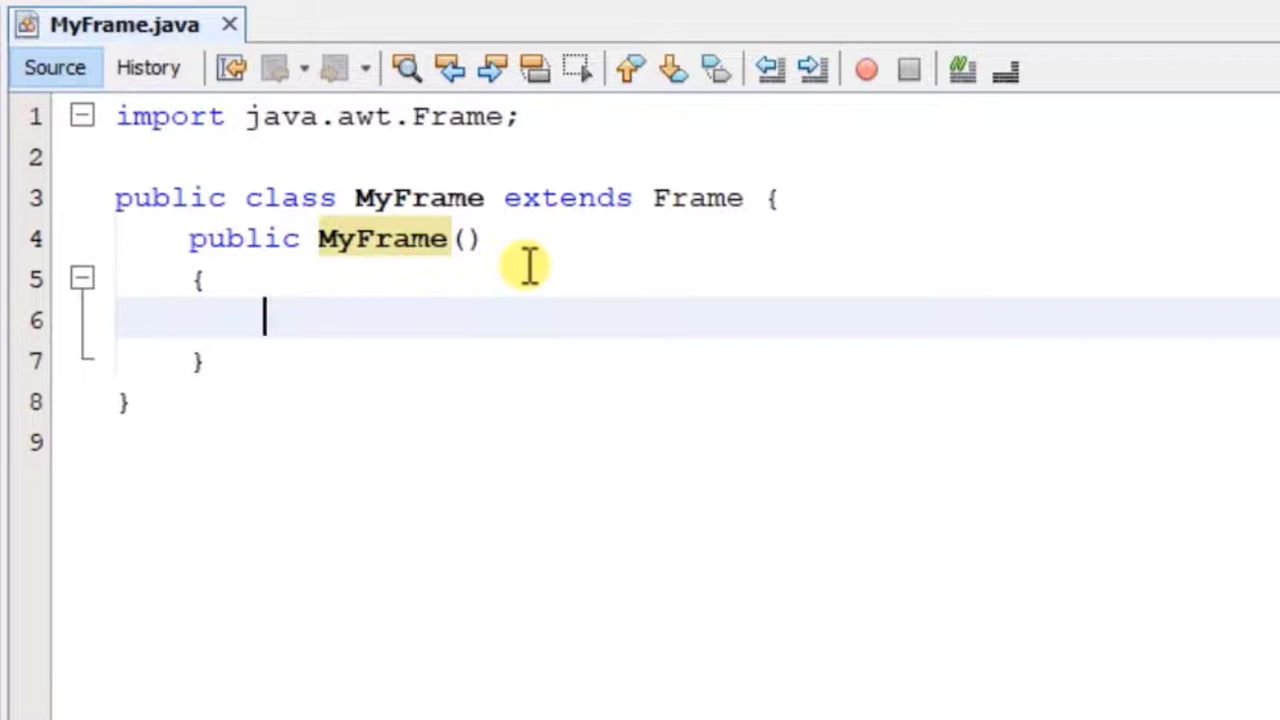 MyFrame.java
Source History
1 import java.awt.Frame;
2
3 public class MyFrame extends Frame {
4 public MyFrame()
5 {
6
7 }
8 }
9